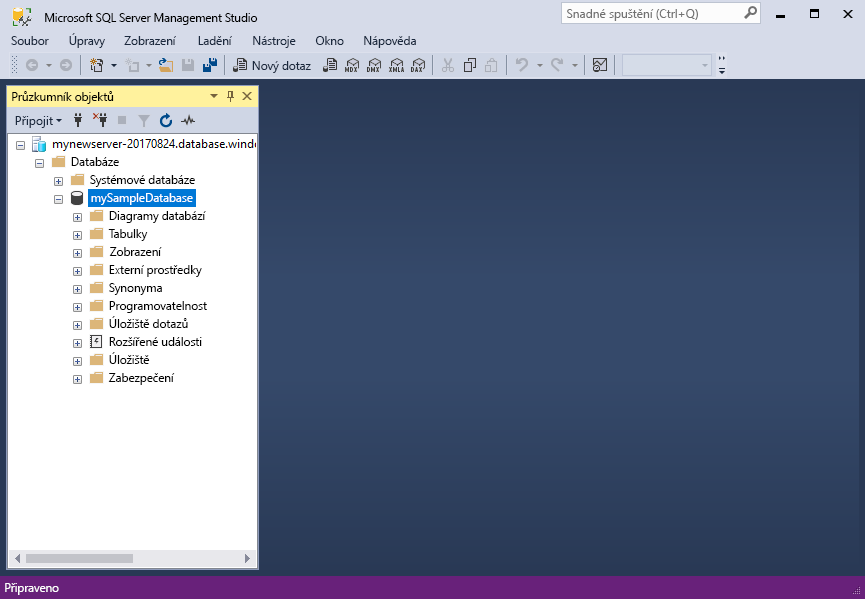 Microsoft SQL Server Management Studio
Snadné spuštění (Ctrl+Q)
Soubor Úpravy Zobrazení Ladění Nástroje Okno Nápověda
Nový dotaz MDX DMX XMLA DAX
Průzkumník objektů
Připojit
mynewserver-20170824.database.wind
Databáze
Systémové databáze
mySampleDatabase
Diagramy databází
Tabulky
Zobrazení
Externí prostředky
Synonyma
Programovatelnost
Úložiště dotazů
Rozšířené události
Úložiště
Zabezpečení
Připraveno